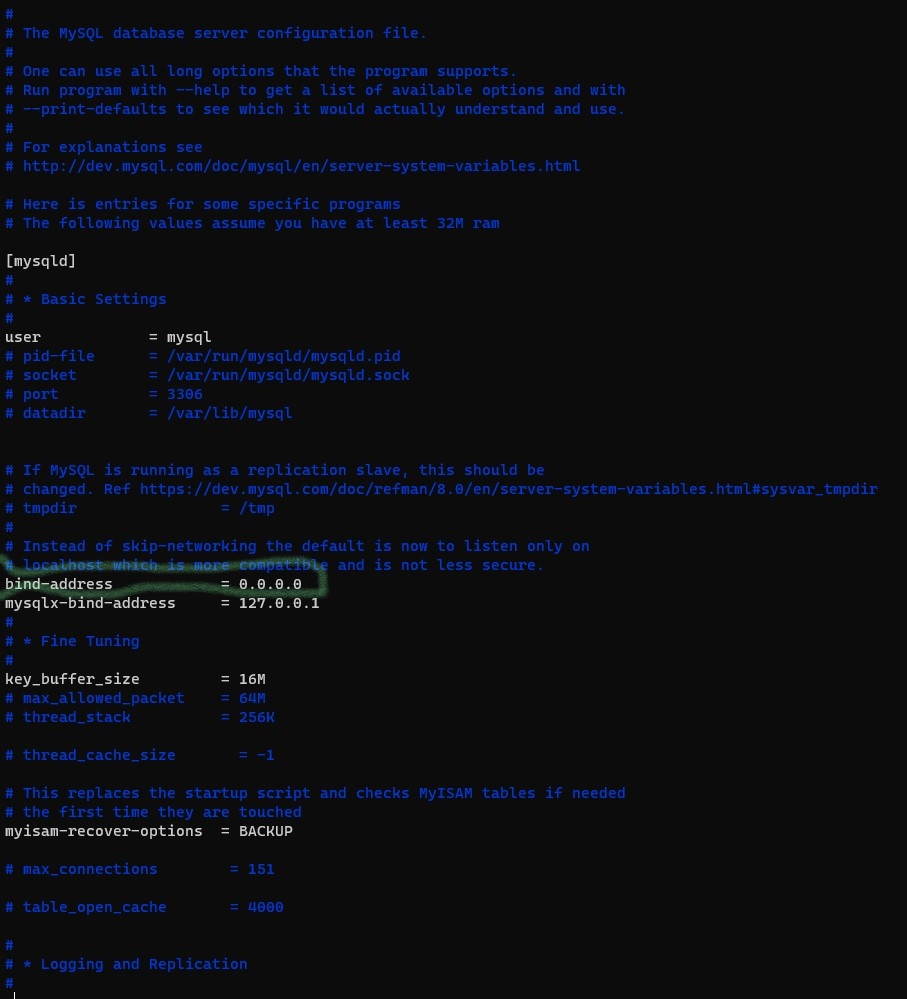 #
# The MySQL database server configuration file.
#
# One can use all long options that the program supports.
# Run program with --help to get a list of available options and with
# --print-defaults to see which it would actually understand and use.
#
# For explanations see
# http://dev.mysql.com/doc/mysql/en/server-system-variables.html

# Here is entries for some specific programs
# The following values assume you have at least 32M ram

[mysqld]
#
# * Basic Settings
#
user            = mysql
# pid-file      = /var/run/mysqld/mysqld.pid
# socket        = /var/run/mysqld/mysqld.sock
# port          = 3306
# datadir       = /var/lib/mysql


# If MySQL is running as a replication slave, this should be
# changed. Ref https://dev.mysql.com/doc/refman/8.0/en/server-system-variables.html#sysvar_tmpdir
# tmpdir                = /tmp
#
# Instead of skip-networking the default is now to listen only on
# localhost which is more compatible and is not less secure.
bind-address            = 0.0.0.0
mysqlx-bind-address     = 127.0.0.1
#
# * Fine Tuning
#
key_buffer_size         = 16M
# max_allowed_packet    = 64M
# thread_stack          = 256K

# thread_cache_size       = -1

# This replaces the startup script and checks MyISAM tables if needed
# the first time they are touched
myisam-recover-options  = BACKUP

# max_connections        = 151

# table_open_cache       = 4000

#
# * Logging and Replication
#